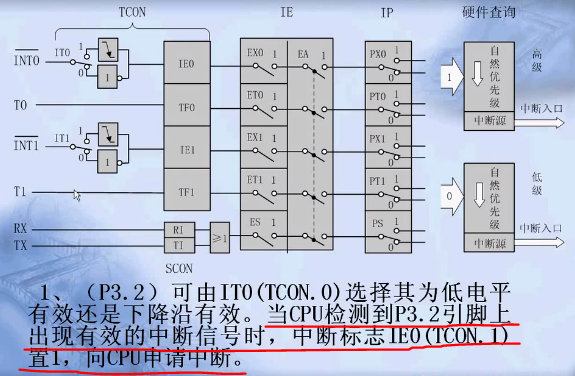 TCON IE IP 硬件查询
INT0 IT0 1 0 1 IE0 EX0 1 EA 1 PX0 1 0 1 自然优先级 高级
T0 TF0 ET0 1 PT0 1 0 中断源 中断入口
INT1 IT1 1 0 1 IE1 EX1 1 PX1 1 0
T1 TF1 ET1 1 PT1 1 0 0 自然优先级 低级
RX RI ≥1 ES 1 PS 1 0 中断源 中断入口
TX TI
SCON
1、（P3.2）可由IT0(TCON.0)选择其为低电平
有效还是下降沿有效。当CPU检测到P3.2引脚上
出现有效的中断信号时，中断标志IE0(TCON.1)
置1，向CPU申请中断。